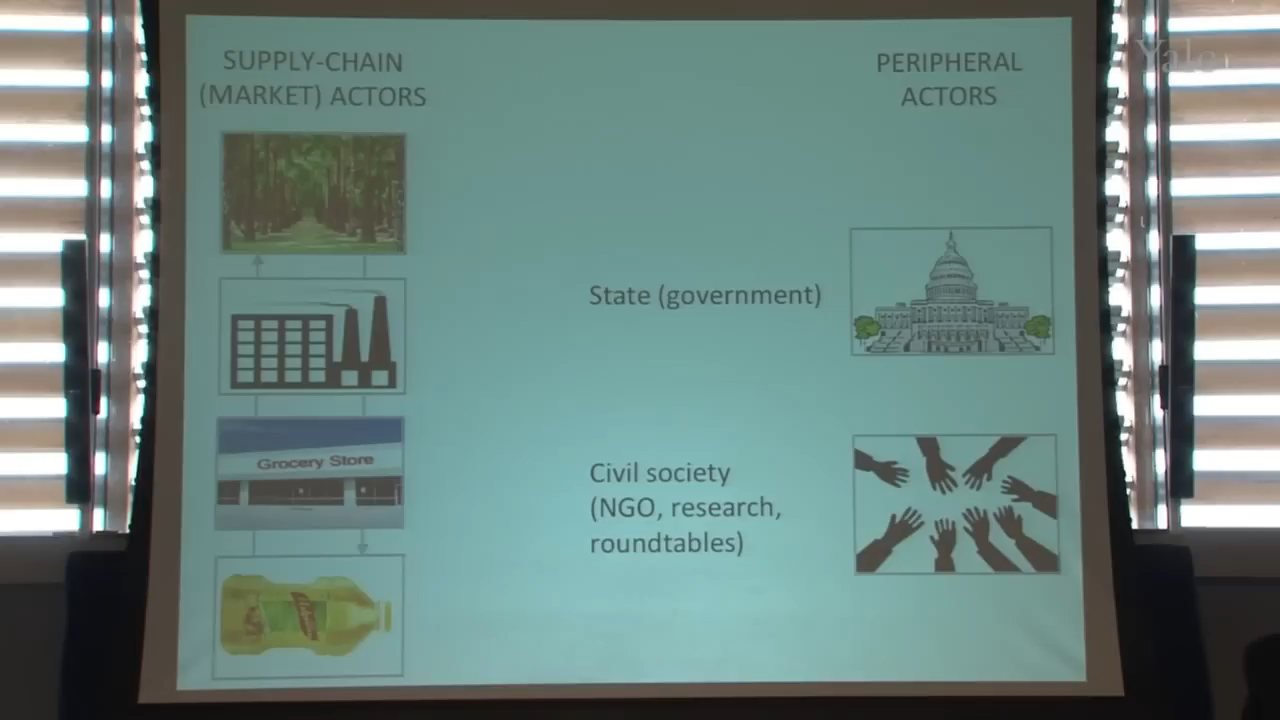 SUPPLY-CHAIN
(MARKET) ACTORS
PERIPHERAL
ACTORS
Yale
State (government)
Grocery Store
Civil society
(NGO, research,
roundtables)